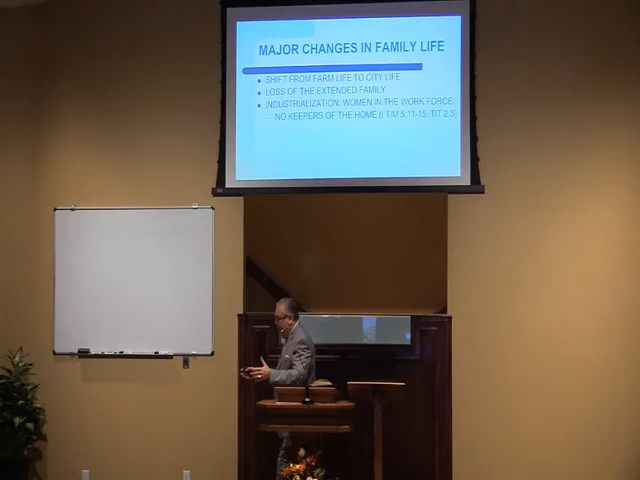 MAJOR CHANGES IN FAMILY LIFE
• SHIFT FROM FARM LIFE TO CITY LIFE.
• LOSS OF THE EXTENDED FAMILY
• INDUSTRIALIZATION: WOMEN IN THE WORK FORCE.
... NO KEEPERS OF THE HOME (I TIM 5:11-15, TIT 2:3)